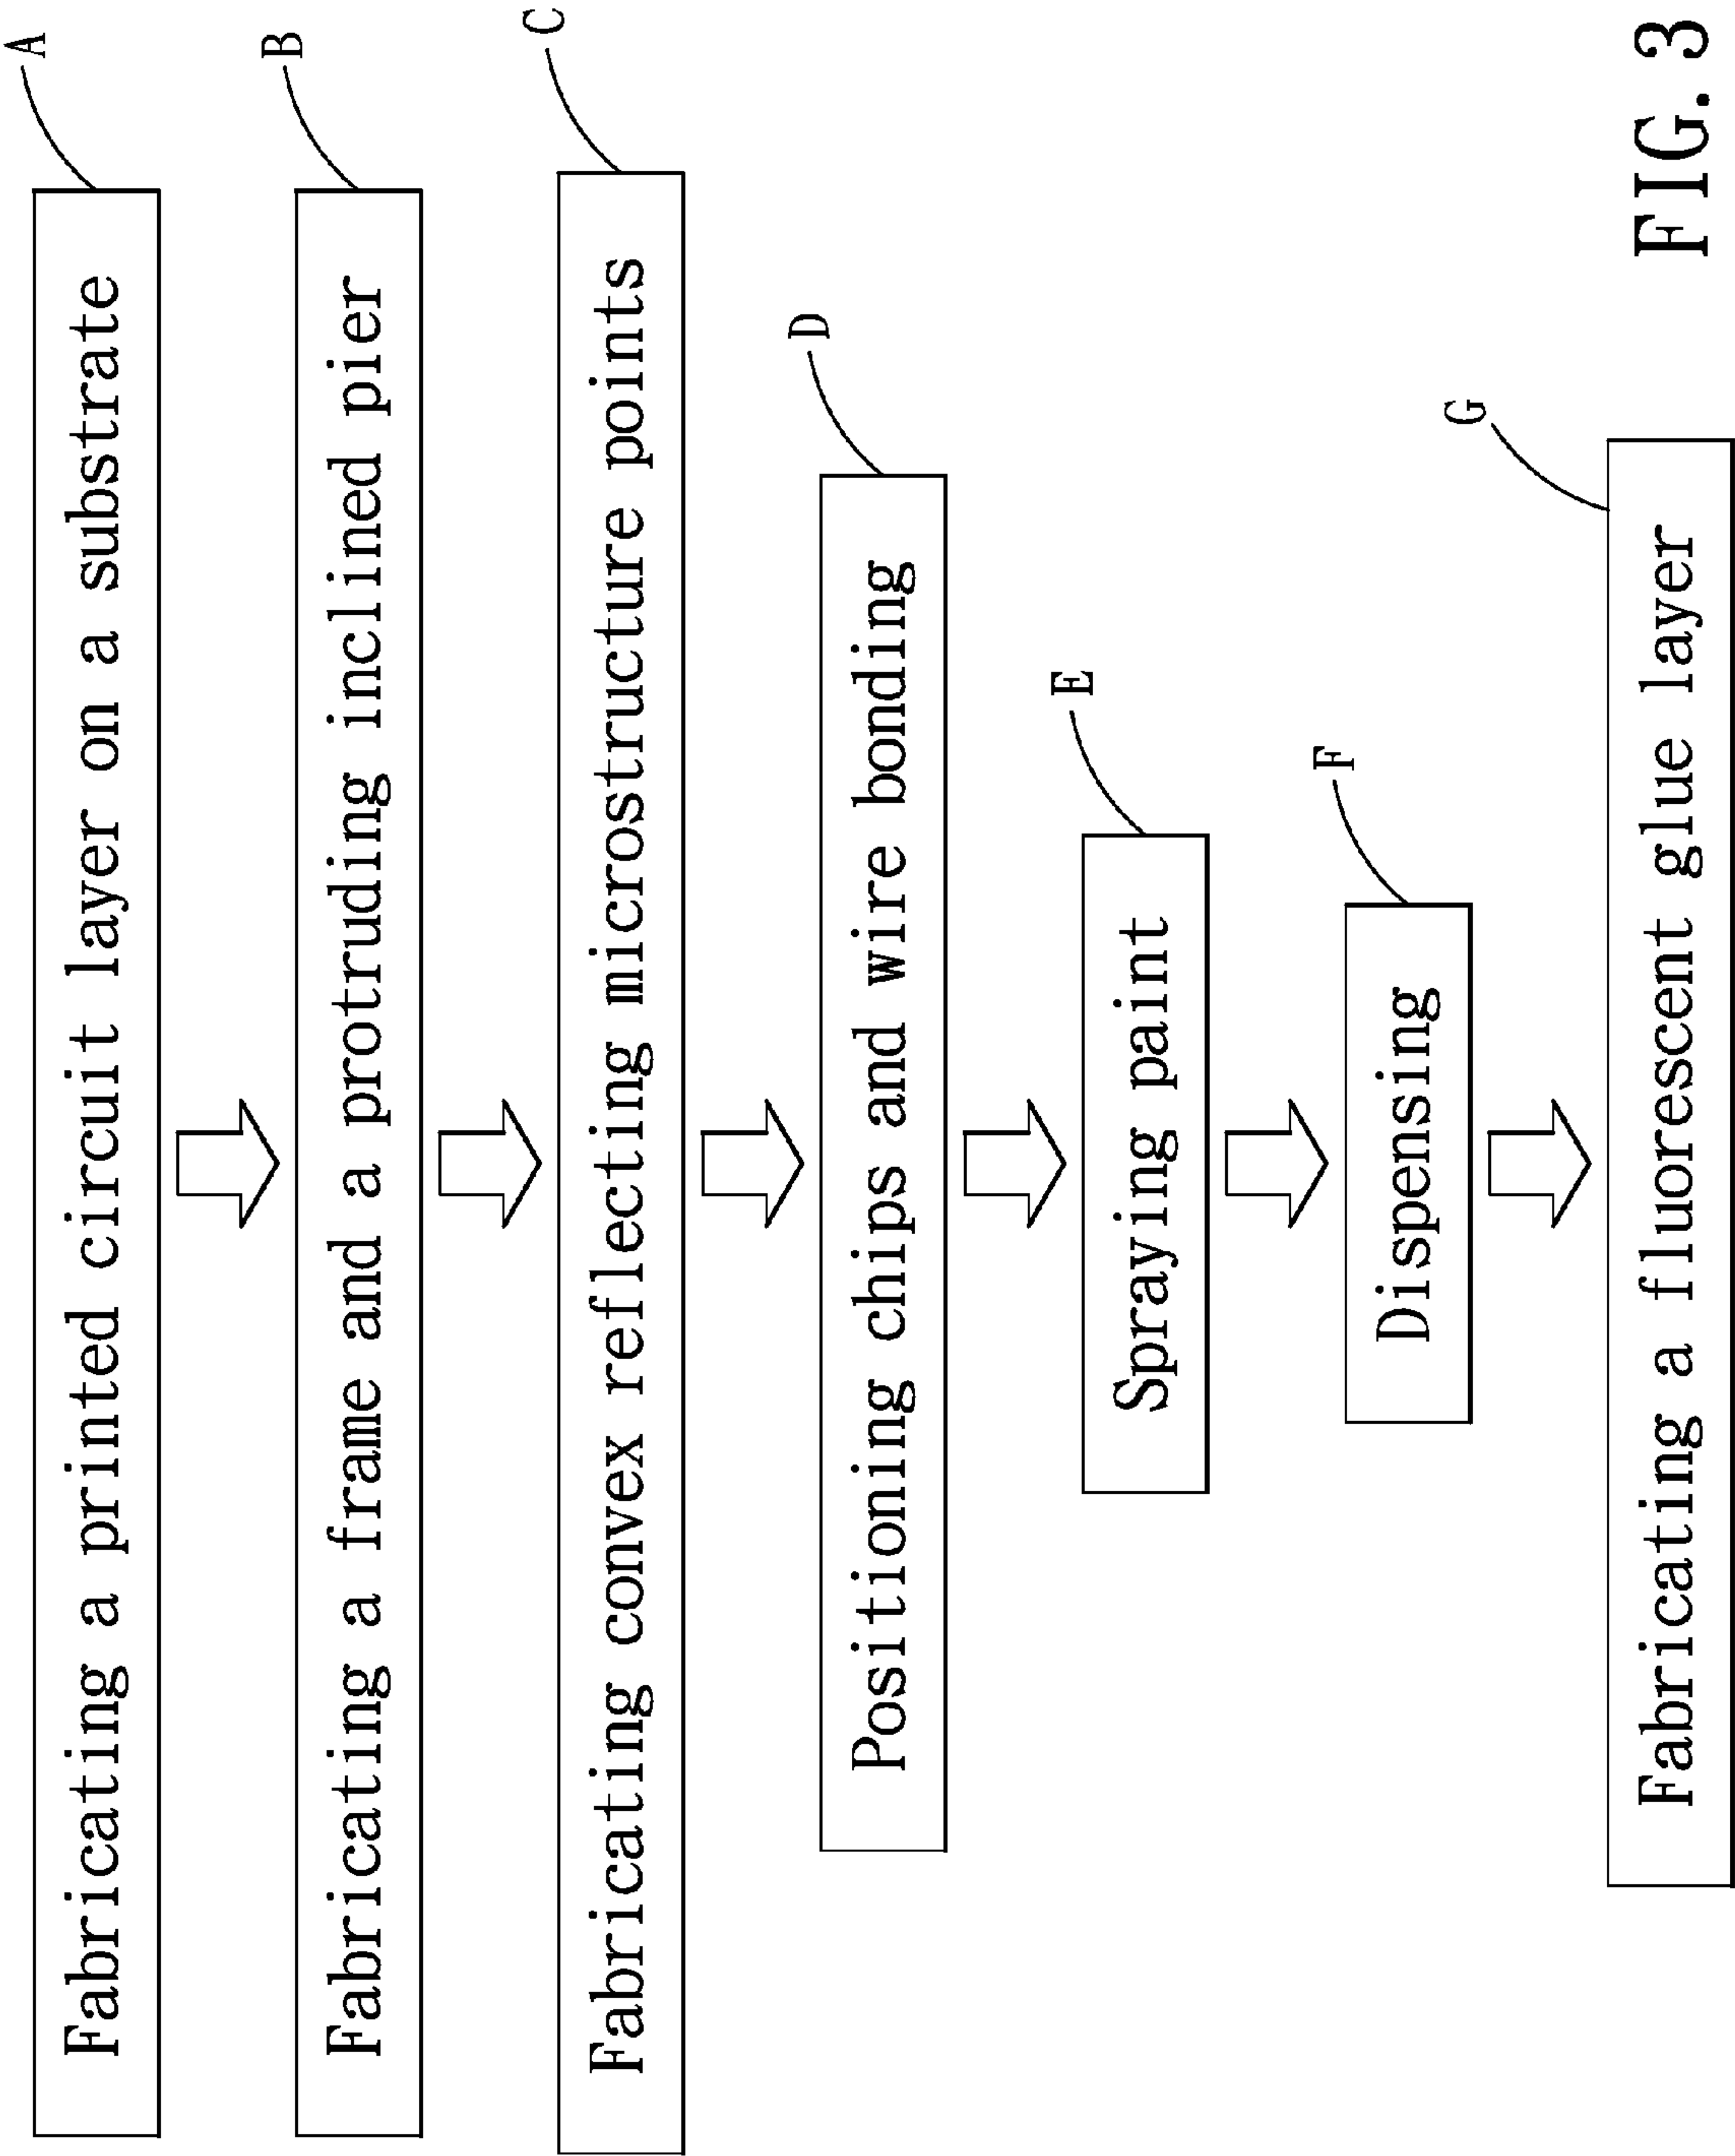 A
Fabricating a printed circuit layer on a substrate
B
Fabricating a frame and a protruding inclined pier
C
Fabricating convex reflecting microstructure points
D
Positioning chips and wire bonding
E
Spraying paint
F
Dispensing
G
Fabricating a fluorescent glue layer
FIG. 3